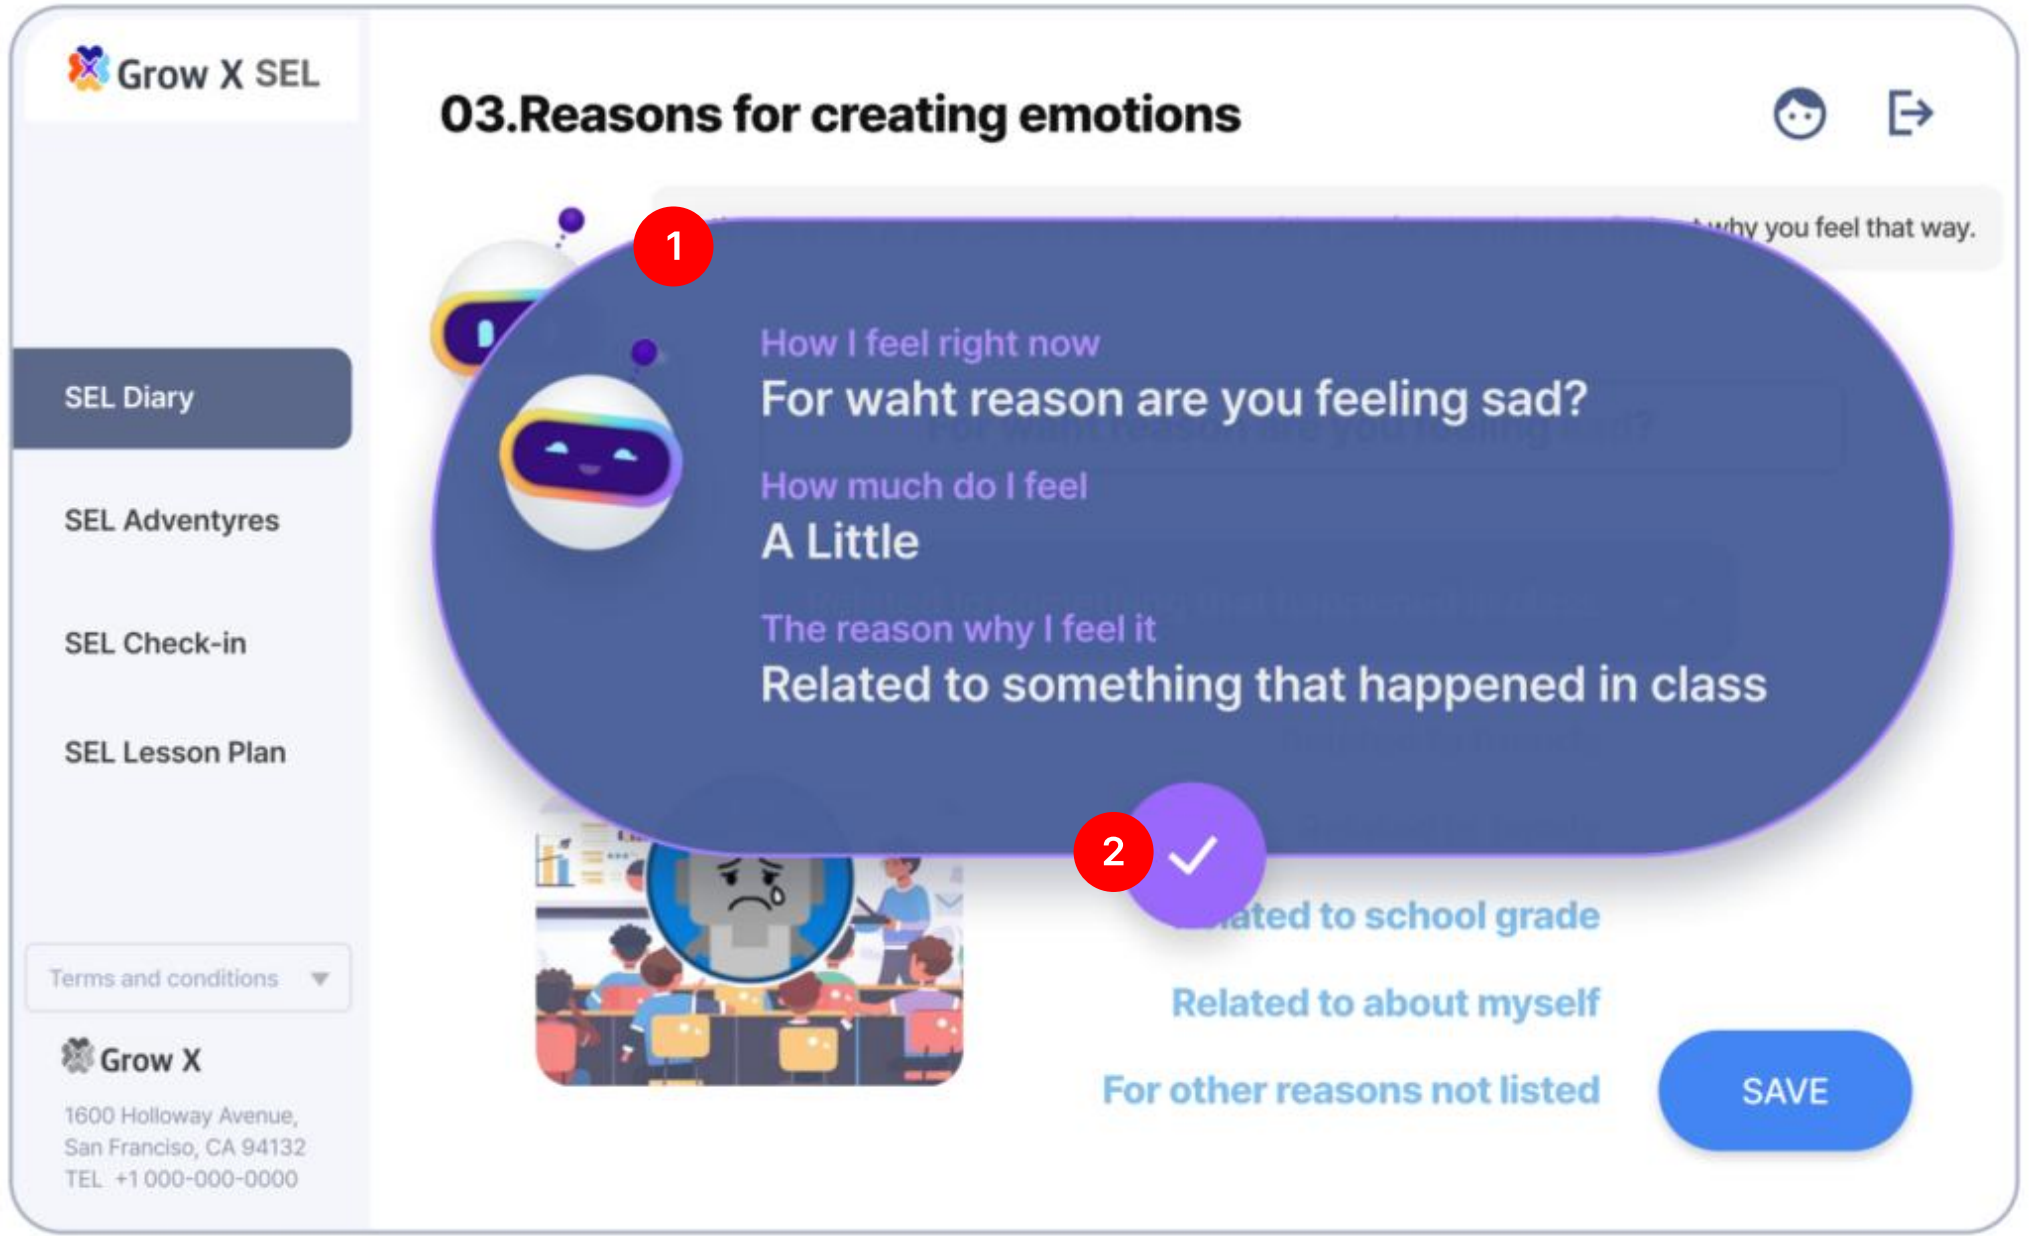 Grow X SEL
03.Reasons for creating emotions
why you feel that way.
1
How I feel right now
For waht reason are you feeling sad?
How much do I feel
A Little
The reason why I feel it
Related to something that happened in class
2
to school grade
Related to about myself
For other reasons not listed
SAVE
SEL Diary
SEL Adventyres
SEL Check-in
SEL Lesson Plan
Terms and conditions
Grow X
1600 Holloway Avenue,
San Franciso, CA 94132
TEL +1 000-000-0000